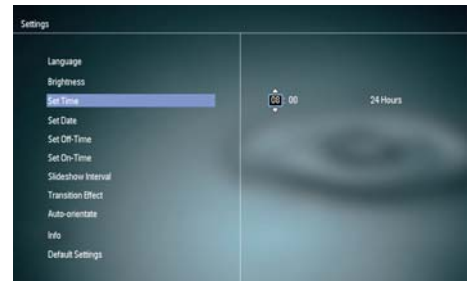 Settings
Language
Brightness
Set Time
00 : 00 24 Hours
Set Date
Set Off-Time
Set On-Time
Slideshow Interval
Transition Effect
Auto-orientate
Info
Default Settings